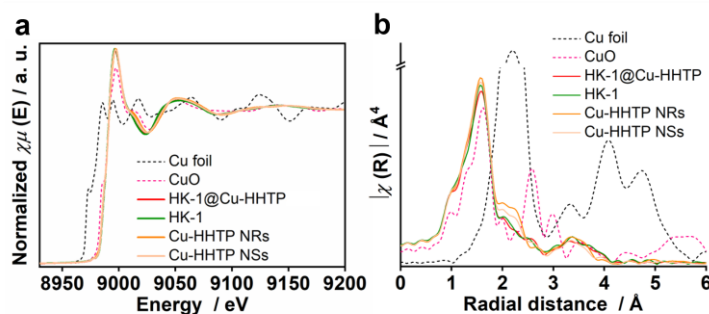 a
Normalized χμ (E) / a. u.
Cu foil
CuO
HK-1@Cu-HHTP
HK-1
Cu-HHTP NRs
Cu-HHTP NSs
8950 9000 9050 9100 9150 9200
Energy / eV
b
|χ (R) | / Å⁴
Cu foil
CuO
HK-1@Cu-HHTP
HK-1
Cu-HHTP NRs
Cu-HHTP NSs
0 1 2 3 4 5 6
Radial distance / Å